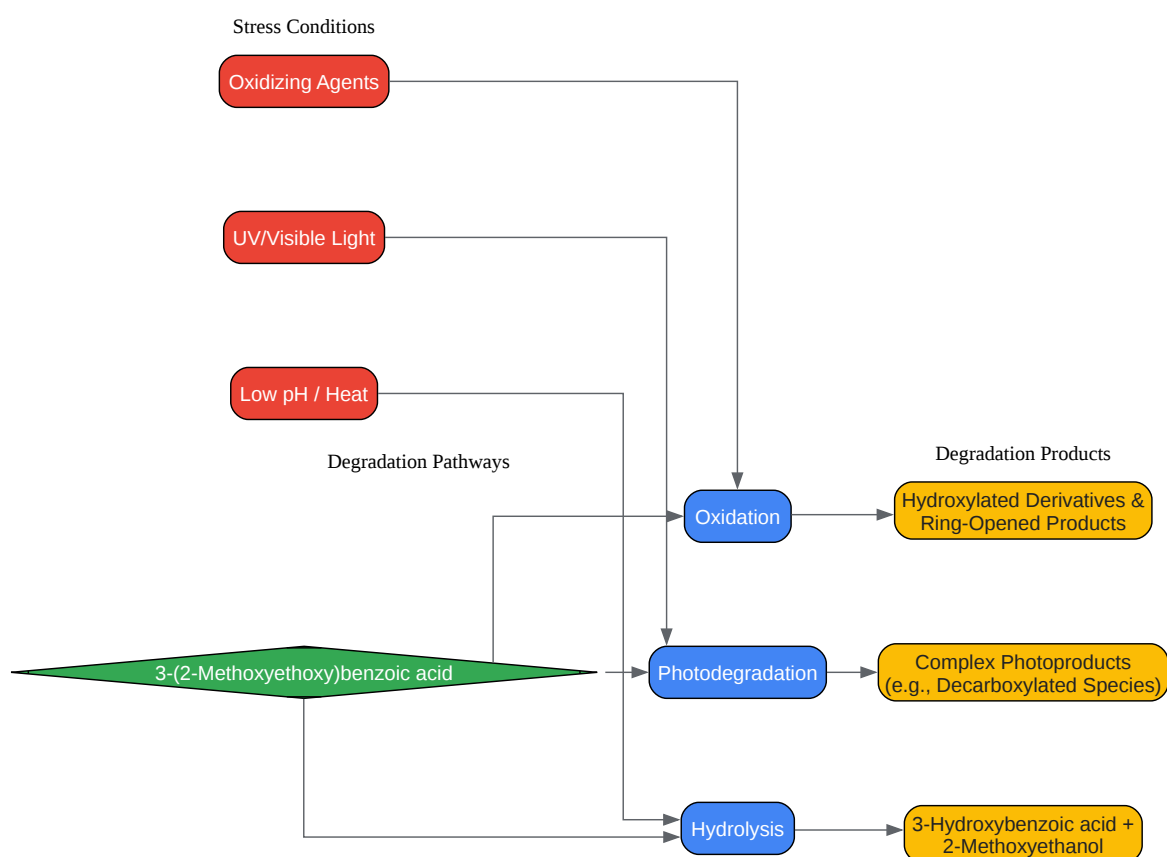 Stress Conditions
Oxidizing Agents
UV/Visible Light
Low pH / Heat
Degradation Pathways
Degradation Products
Oxidation
Hydroxylated Derivatives &
Ring-Opened Products
3-(2-Methoxyethoxy)benzoic acid
Photodegradation
Complex Photoproducts
(e.g., Decarboxylated Species)
Hydrolysis
3-Hydroxybenzoic acid +
2-Methoxyethanol